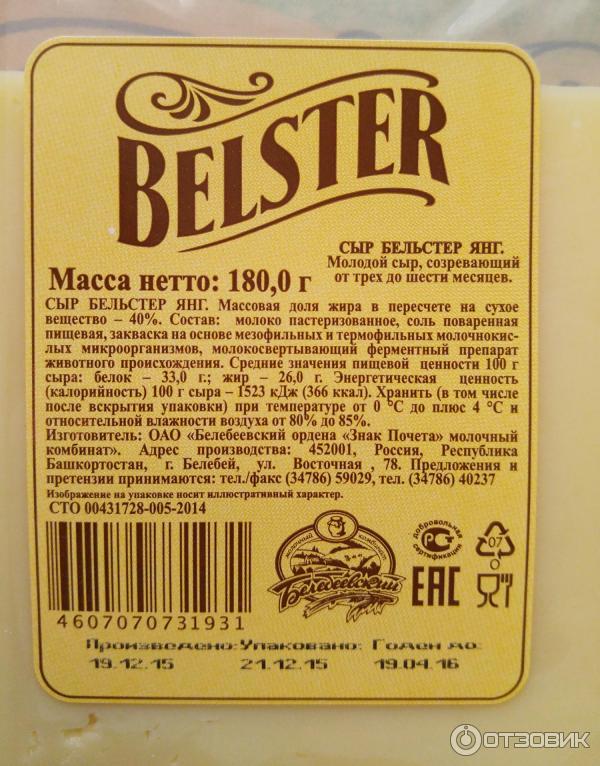 BELSTER
СЫР БЕЛЬСТЕР ЯНГ.
Молодой сыр, созревающий
от трех до шести месяцев.
Масса нетто: 180,0 г
СЫР БЕЛЬСТЕР ЯНГ. Массовая доля жира в пересчете на сухое
вещество – 40%. Состав: молоко пастеризованное, соль поваренная
пищевая, закваска на основе мезофильных и термофильных молочнокис-
лых микроорганизмов, молокосвертывающий ферментный препарат
животного происхождения. Средние значения пищевой ценности 100 г
сыра: белок – 33,0 г.; жир – 26,0 г. Энергетическая ценность
(калорийность) 100 г сыра – 1523 кДж (366 ккал). Хранить (в том числе
после вскрытия упаковки) при температуре от 0 °С до плюс 4 °С и
относительной влажности воздуха от 80% до 85%.
Изготовитель: ОАО «Белебеевский ордена «Знак Почета» молочный
комбинат». Адрес производства: 452001, Россия, Республика
Башкортостан, г. Белебей, ул. Восточная , 78. Предложения и
претензии принимаются: тел./факс (34786) 59029, тел. (34786) 40237
Изображение на упаковке носит иллюстративный характер.
СТО 00431728-005-2014
4607070731931
молочный комбинат
Белебеевский
добровольная
сертификация
07
О
ЕАС
Произведено: Упаковано: Годен до:
19.12.15 21.12.15 19.04.16
ОТЗОВИК